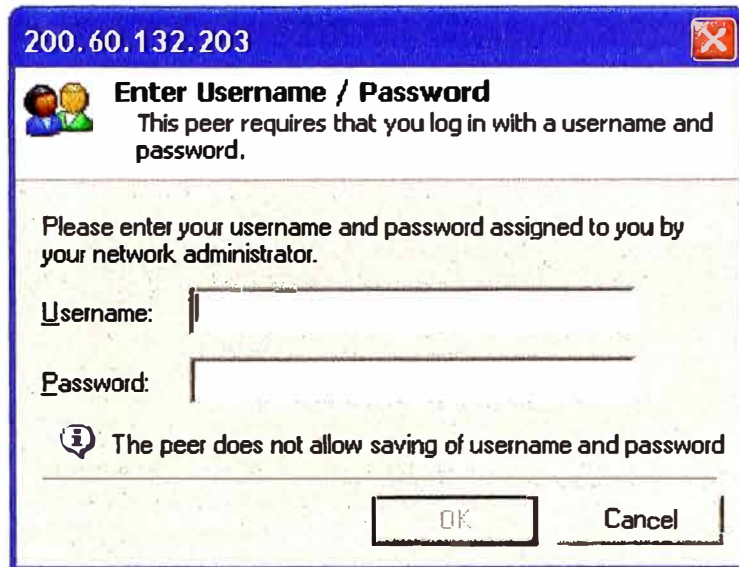 200.60.132.203
Enter Username / Password
This peer requires that you log in with a username and
password.
Please enter your username and password assigned to you by
your network administrator.
Username:
Password:
The peer does not allow saving of username and password
OK
Cancel